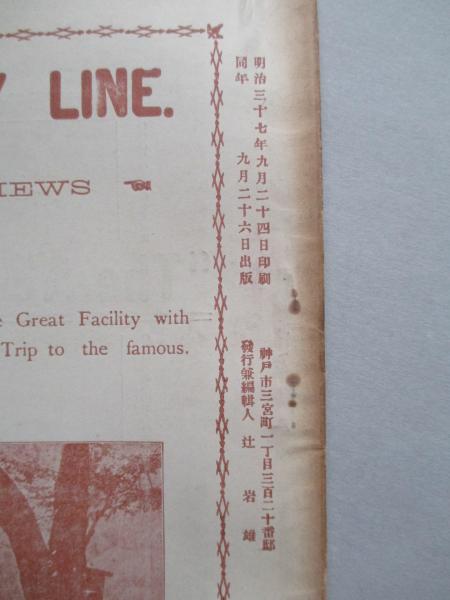 Y LINE.
IEWS
e Great Facility with
Trip to the famous.
明治三十七年九月二十四日印刷
同年 九月二十六日出版
神戸市三宮町一丁目三百二十番邸
發行兼編輯人 辻 岩 雄